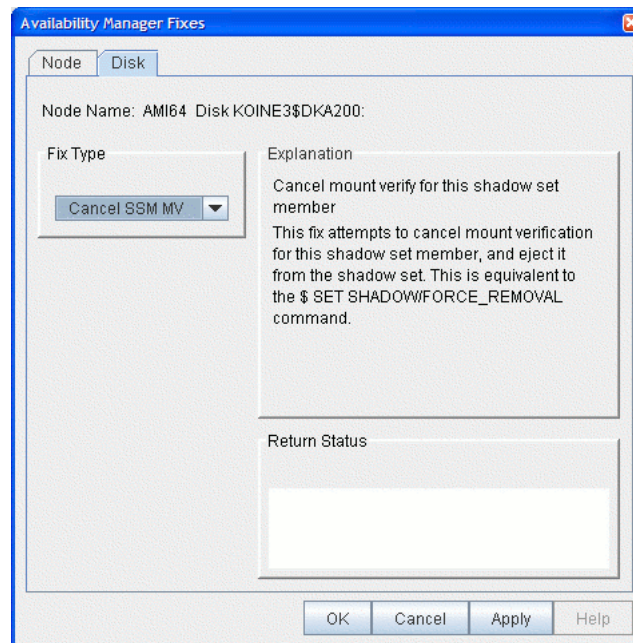 Availability Manager Fixes
Node
Disk
Node Name: AMI64 Disk KOINE3$DKA200:
Fix Type
Cancel SSM MV
Explanation
Cancel mount verify for this shadow set
member
This fix attempts to cancel mount verification
for this shadow set member, and eject it
from the shadow set. This is equivalent to
the $ SET SHADOW/FORCE_REMOVAL
command.
Return Status
OK
Cancel
Apply
Help